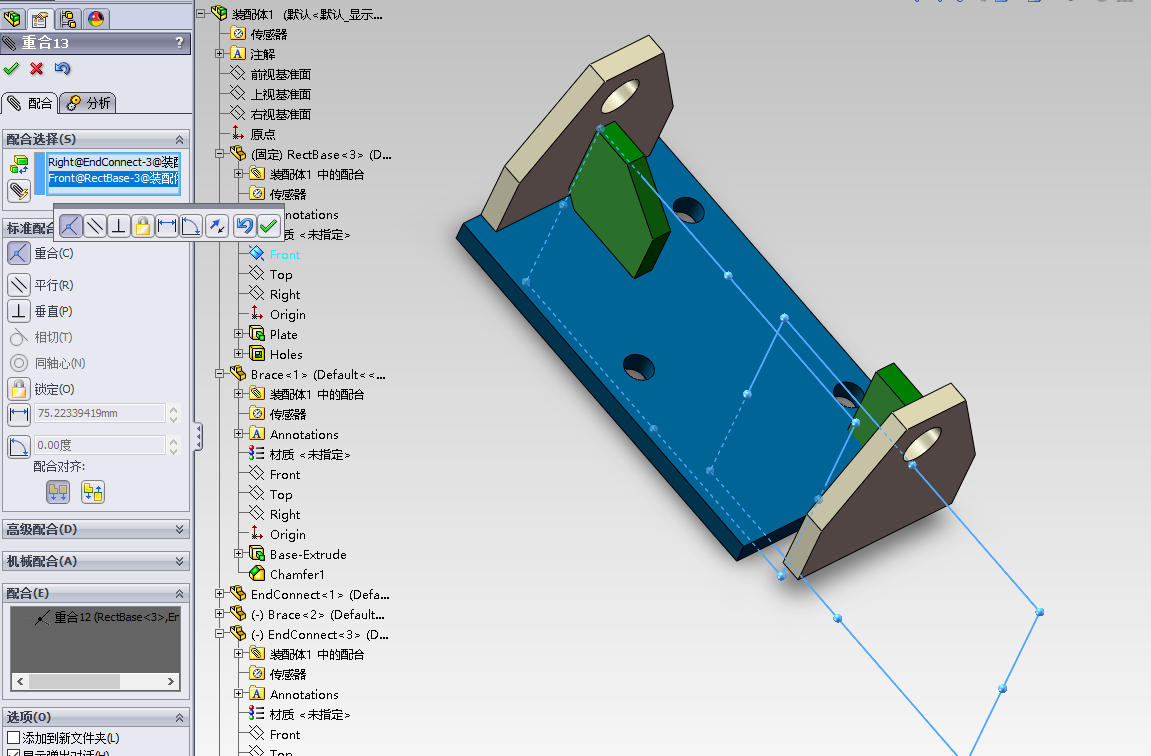 重合13
?
配合
分析
配合选择(S)
Right@EndConnect-3@装配
Front@RectBase-3@装配
标准配合
重合(C)
平行(R)
垂直(P)
相切(T)
同轴心(N)
锁定(O)
75.22339419mm
0.00度
配合对齐:
高级配合(D)
机械配合(A)
配合(E)
重合12 (RectBase<3>,En
选项(O)
添加到新文件夹(L)
显示弹出对话(H)
装配体1 (默认<默认_显示...
传感器
注解
前视基准面
上视基准面
右视基准面
原点
(固定) RectBase<3> (D...
装配体1 中的配合
传感器
nnotations
质 <未指定>
Front
Top
Right
Origin
Plate
Holes
Brace<1> (Default<<...
装配体1 中的配合
传感器
Annotations
材质 <未指定>
Front
Top
Right
Origin
Base-Extrude
Chamfer1
EndConnect<1> (Defa...
(-) Brace<2> (Default...
(-) EndConnect<3> (D...
装配体1 中的配合
传感器
Annotations
材质 <未指定>
Front
Top